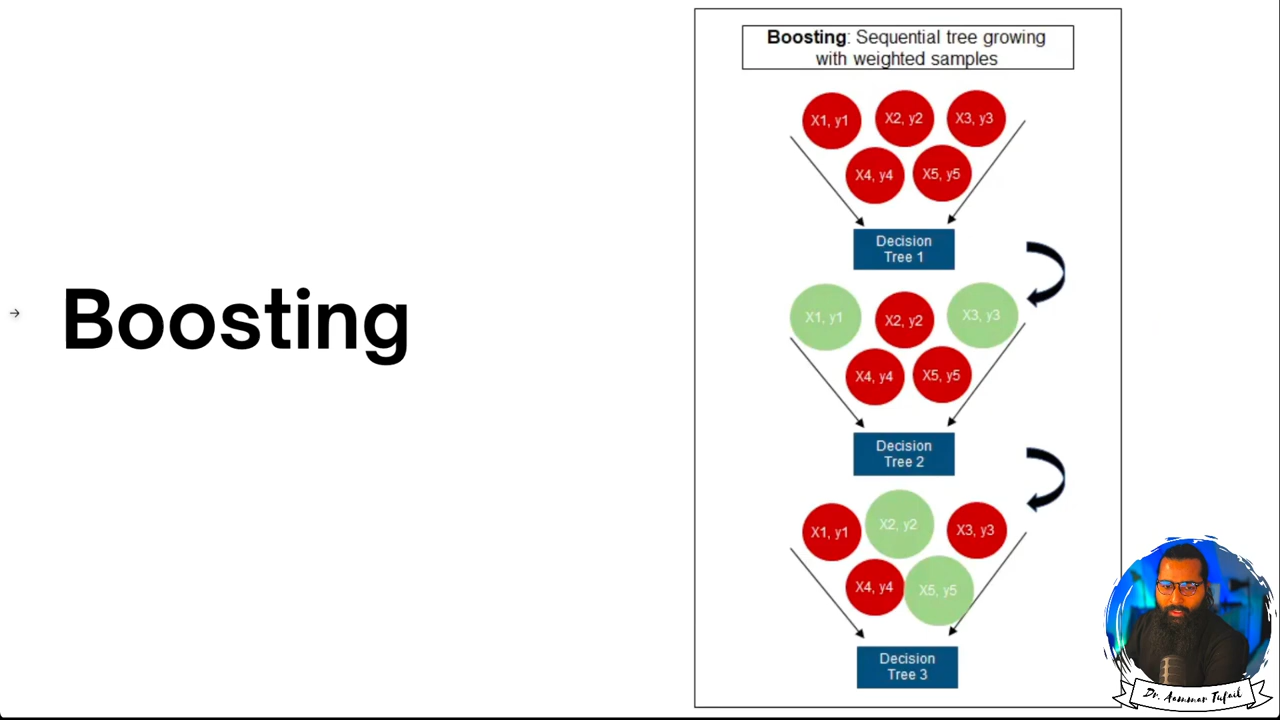 Boosting
Boosting: Sequential tree growing
with weighted samples
X1, y1
X2, y2
X3, y3
X4, y4
X5, y5
Decision
Tree 1
X1, y1
X2, y2
X3, y3
X4, y4
X5, y5
Decision
Tree 2
X1, y1
X2, y2
X3, y3
X4, y4
X5, y5
Decision
Tree 3
Dr. Aammar Tufail